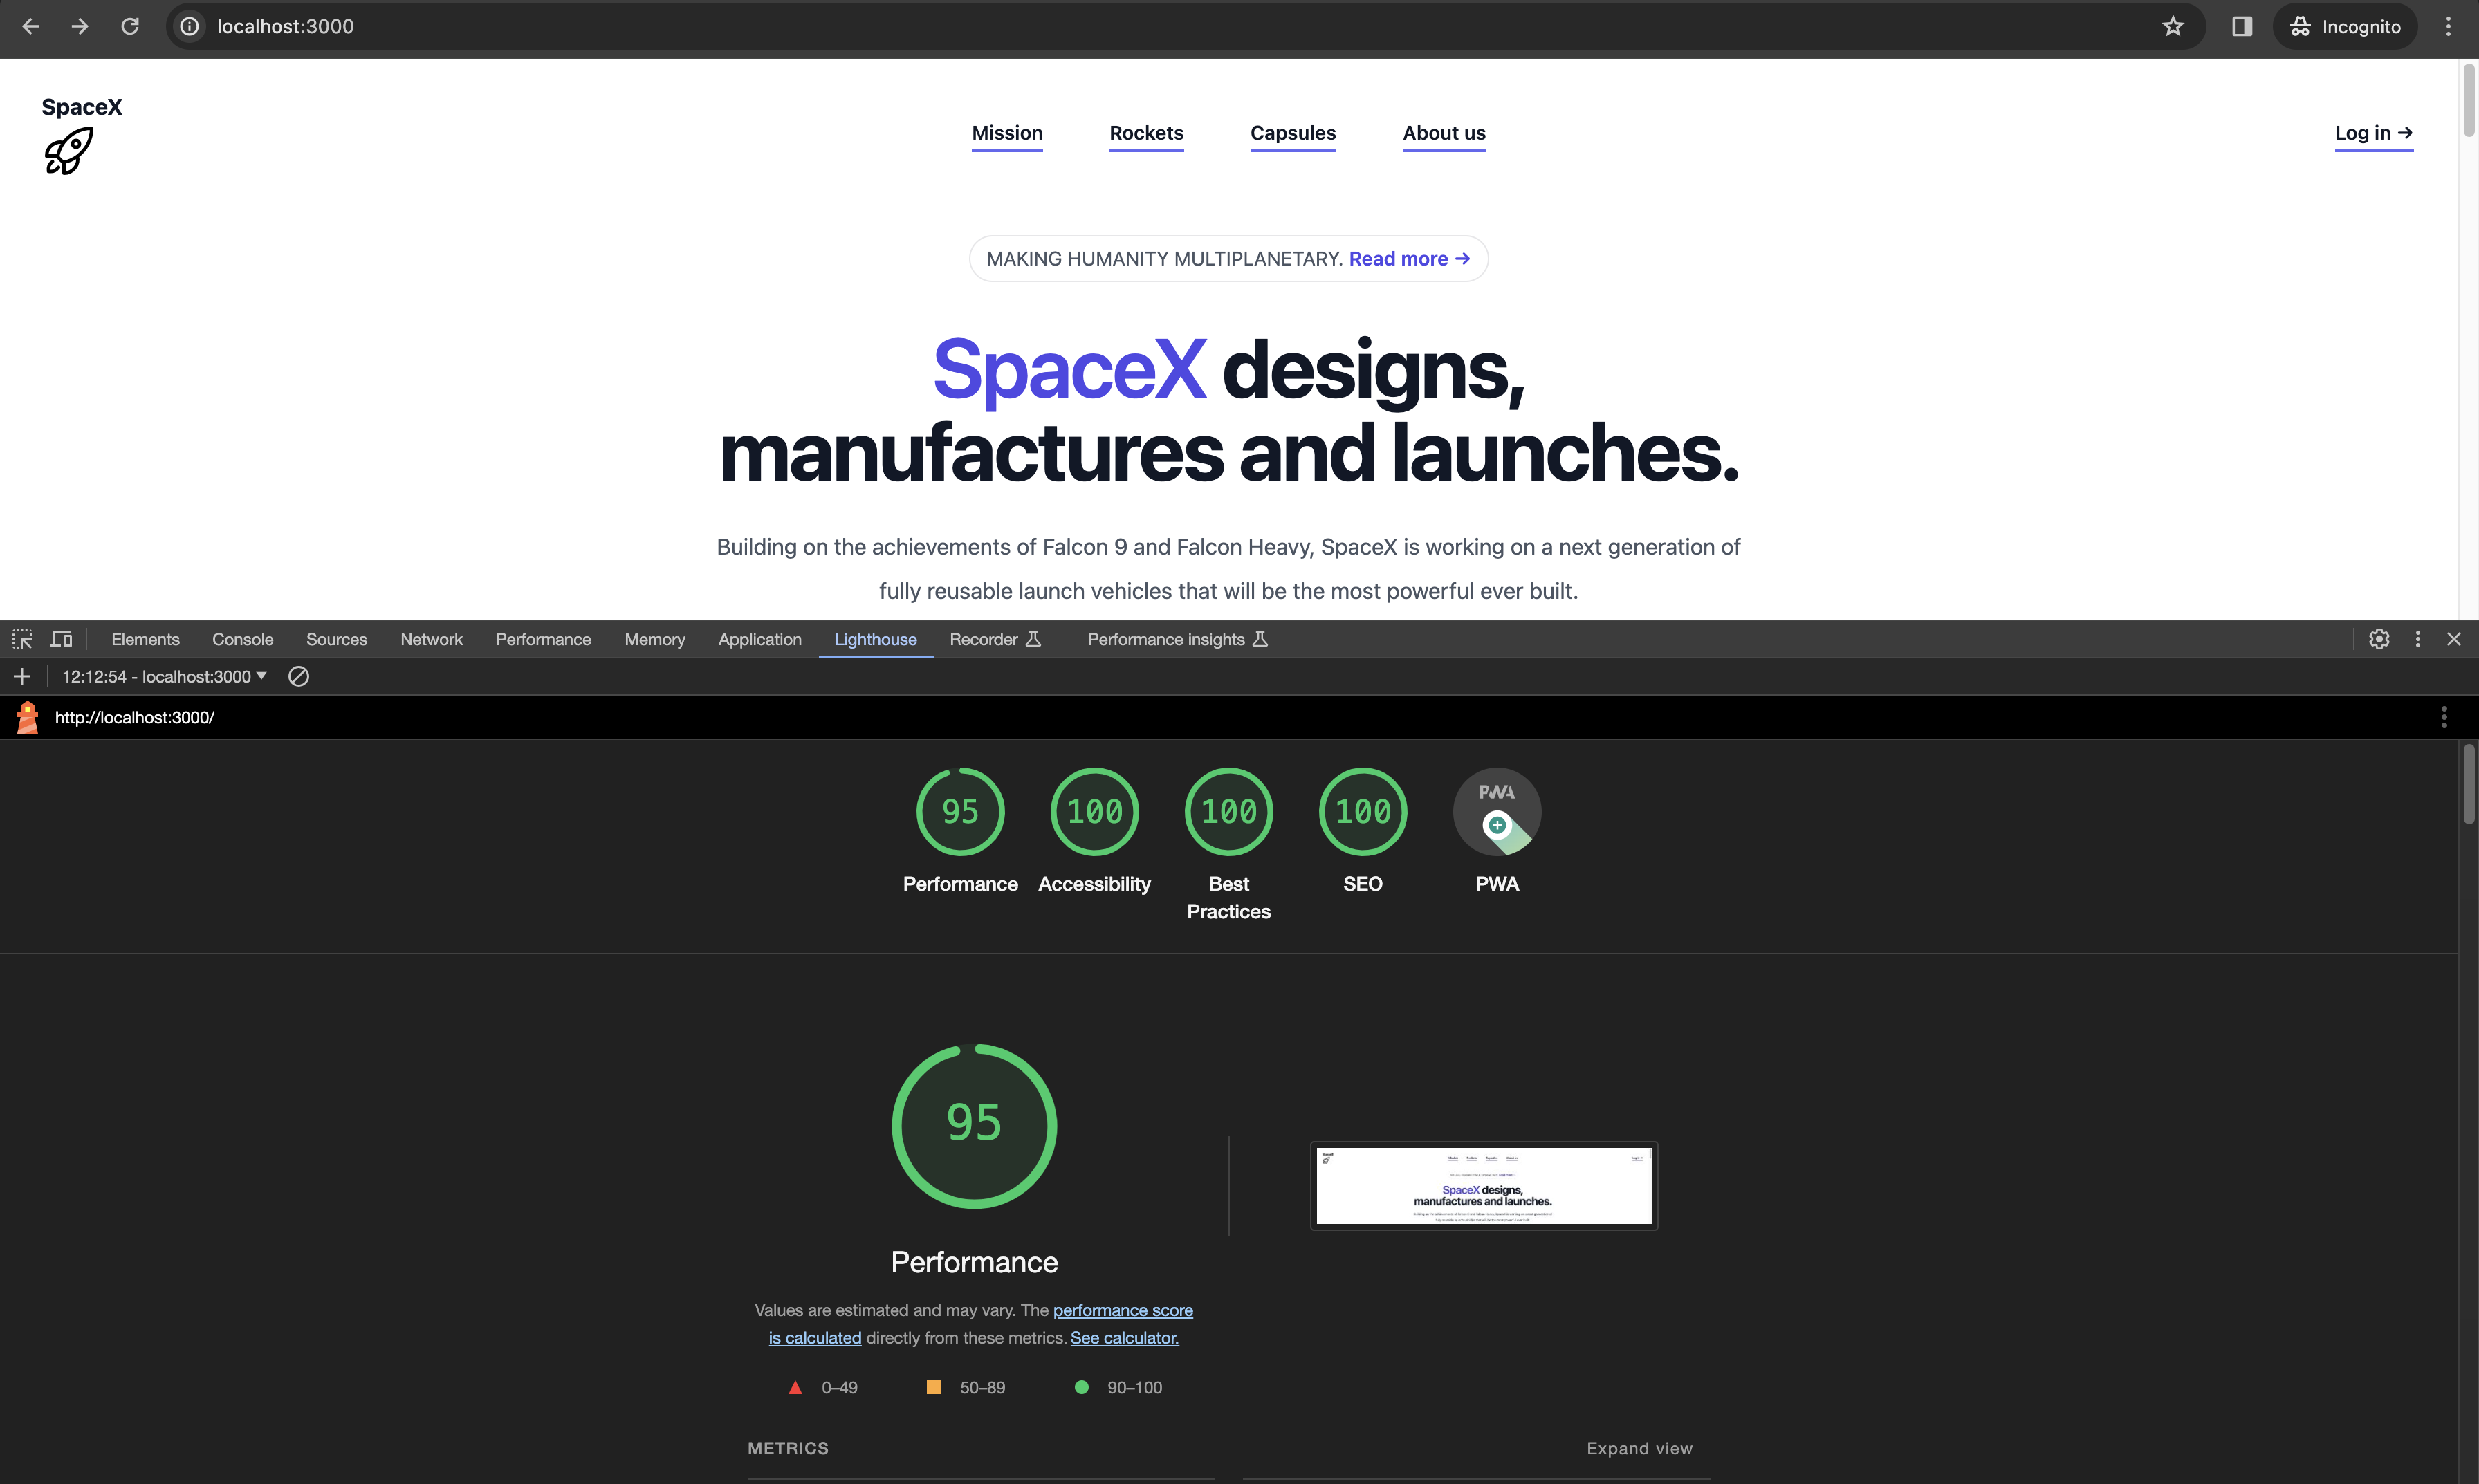 localhost:3000
Incognito
SpaceX
Mission Rockets Capsules About us
Log in →
MAKING HUMANITY MULTIPLANETARY. Read more →
SpaceX designs,
manufactures and launches.
Building on the achievements of Falcon 9 and Falcon Heavy, SpaceX is working on a next generation of
fully reusable launch vehicles that will be the most powerful ever built.
Elements Console Sources Network Performance Memory Application Lighthouse Recorder Performance insights
12:12:54 - localhost:3000
http://localhost:3000/
95 100 100 100 PWA
Performance Accessibility Best Practices SEO PWA
95
SpaceX designs,
manufactures and launches.
Performance
Values are estimated and may vary. The performance score
is calculated directly from these metrics. See calculator.
0–49 50–89 90–100
METRICS
Expand view